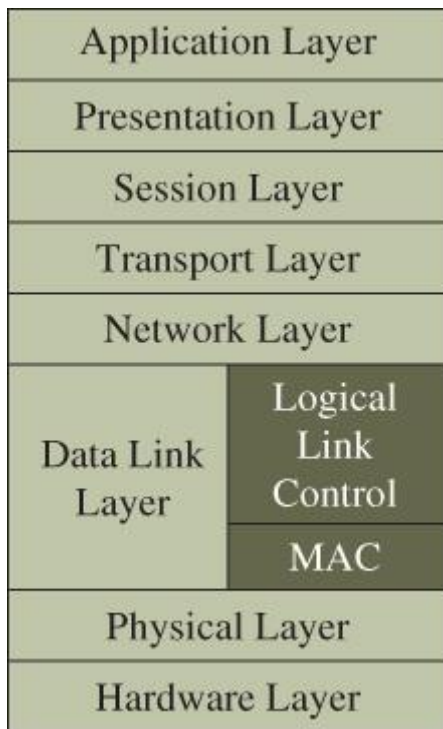 Application Layer
Presentation Layer
Session Layer
Transport Layer
Network Layer
Data Link
Layer
Logical
Link
Control
MAC
Physical Layer
Hardware Layer